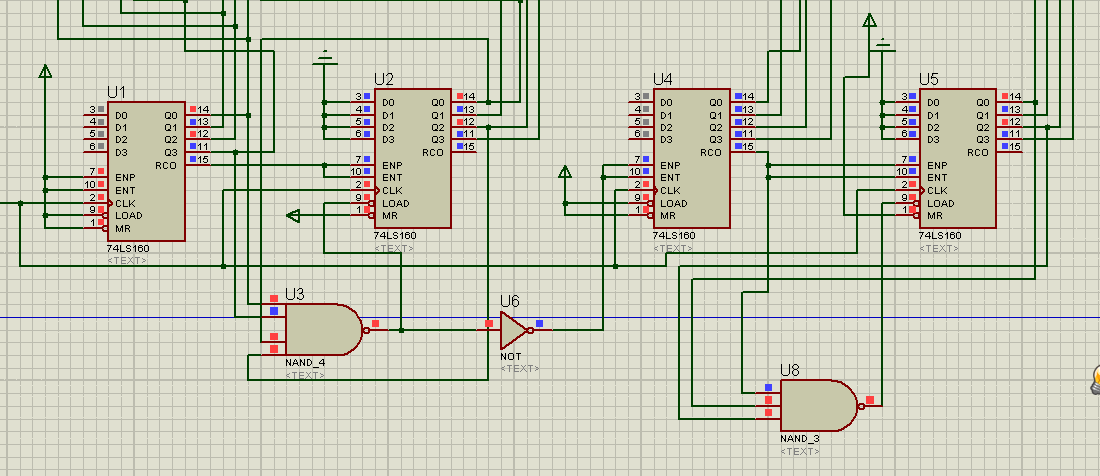 U1
3 D0 Q0 14
4 D1 Q1 13
5 D2 Q2 12
6 D3 Q3 11
RCO 15
7 ENP
10 ENT
2 CLK
9 LOAD
1 MR
74LS160
<TEXT>
U2
3 D0 Q0 14
4 D1 Q1 13
5 D2 Q2 12
6 D3 Q3 11
RCO 15
7 ENP
10 ENT
2 CLK
9 LOAD
1 MR
74LS160
<TEXT>
U4
3 D0 Q0 14
4 D1 Q1 13
5 D2 Q2 12
6 D3 Q3 11
RCO 15
7 ENP
10 ENT
2 CLK
9 LOAD
1 MR
74LS160
<TEXT>
U5
3 D0 Q0 14
4 D1 Q1 13
5 D2 Q2 12
6 D3 Q3 11
RCO 15
7 ENP
10 ENT
2 CLK
9 LOAD
1 MR
74LS160
<TEXT>
U3
NAND_4
<TEXT>
U6
NOT
<TEXT>
U8
NAND_3
<TEXT>